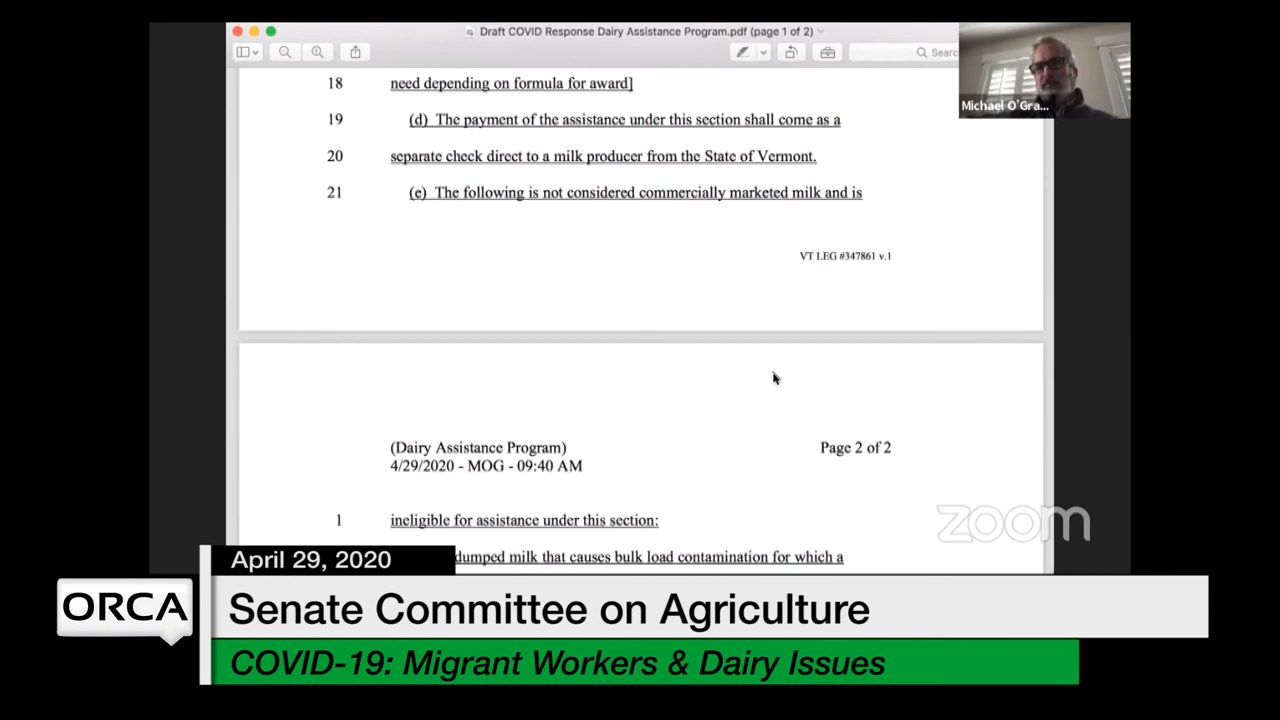 Draft COVID Response Dairy Assistance Program.pdf (page 1 of 2)
Searc
Michael O'Gra...
18 need depending on formula for award]
19 (d) The payment of the assistance under this section shall come as a
20 separate check direct to a milk producer from the State of Vermont.
21 (e) The following is not considered commercially marketed milk and is
VT LEG #347861 v.1
(Dairy Assistance Program) Page 2 of 2
4/29/2020 - MOG - 09:40 AM
1 ineligible for assistance under this section:
dumped milk that causes bulk load contamination for which a
zoom
April 29, 2020
ORCA
Senate Committee on Agriculture
COVID-19: Migrant Workers & Dairy Issues